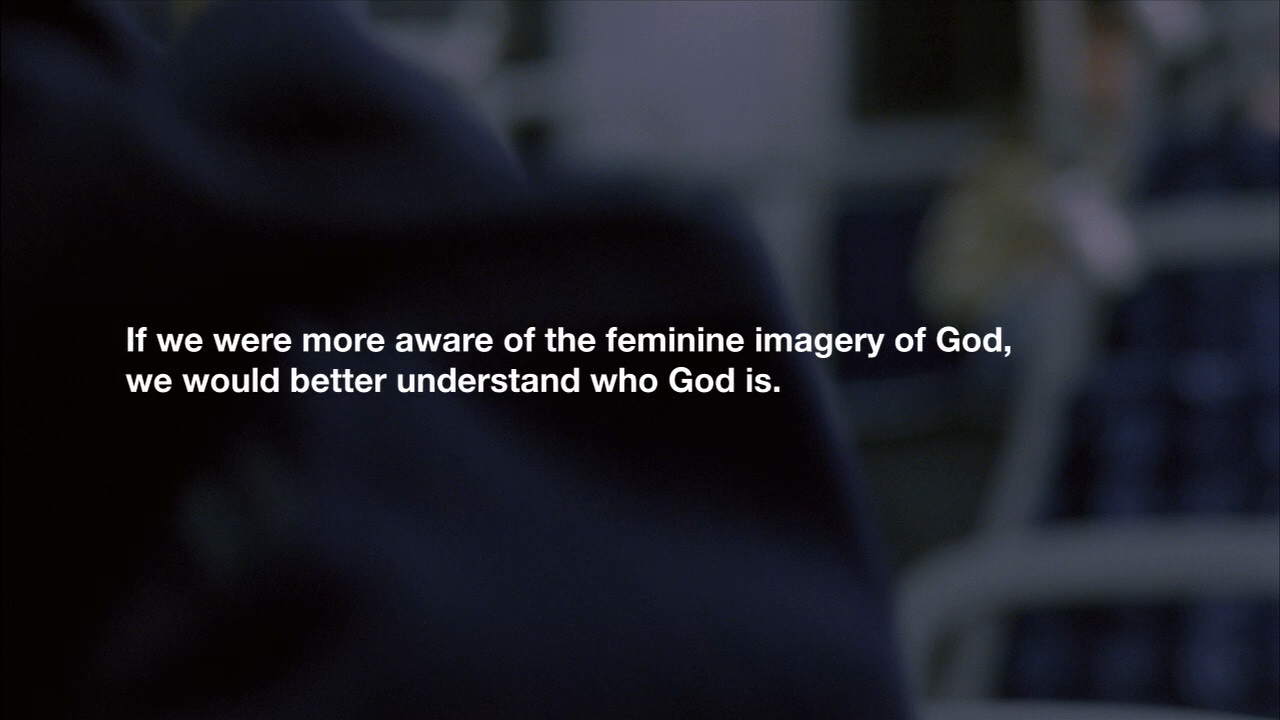 If we were more aware of the feminine imagery of God,
we would better understand who God is.